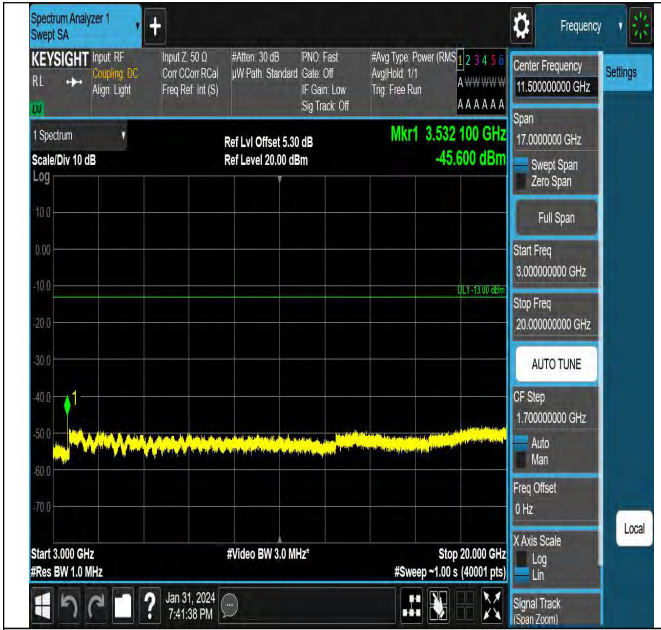 Spectrum Analyzer 1
Swept SA
+
Frequency
KEYSIGHT
RL
Input: RF
Coupling: DC
Align: Light
Input Z: 50 Ω
Corr CCorr RCal
Freq Ref: Int (S)
#Atten: 30 dB
µW Path: Standard
PNO: Fast
Gate: Off
IF Gain: Low
Sig Track: Off
#Avg Type: Power (RMS
Avg|Hold: 1/1
Trig: Free Run
1 2 3 4 5 6
A W W W W W
A A A A A A
1 Spectrum
Scale/Div 10 dB
Log
Ref Lvl Offset 5.30 dB
Ref Level 20.00 dBm
Mkr1 3.532 100 GHz
-45.600 dBm
10.0
0.00
-10.0
-20.0
-30.0
-40.0
-50.0
-60.0
-70.0
UL1 -13.00 dBm
1
Start 3.000 GHz
#Res BW 1.0 MHz
#Video BW 3.0 MHz*
Stop 20.000 GHz
#Sweep ~1.00 s (40001 pts)
Jan 31, 2024
7:41:38 PM
Center Frequency
11.500000000 GHz
Settings
Span
17.0000000 GHz
Swept Span
Zero Span
Full Span
Start Freq
3.000000000 GHz
Stop Freq
20.000000000 GHz
AUTO TUNE
CF Step
1.700000000 GHz
Auto
Man
Freq Offset
0 Hz
X Axis Scale
Log
Lin
Local
Signal Track
(Span Zoom)